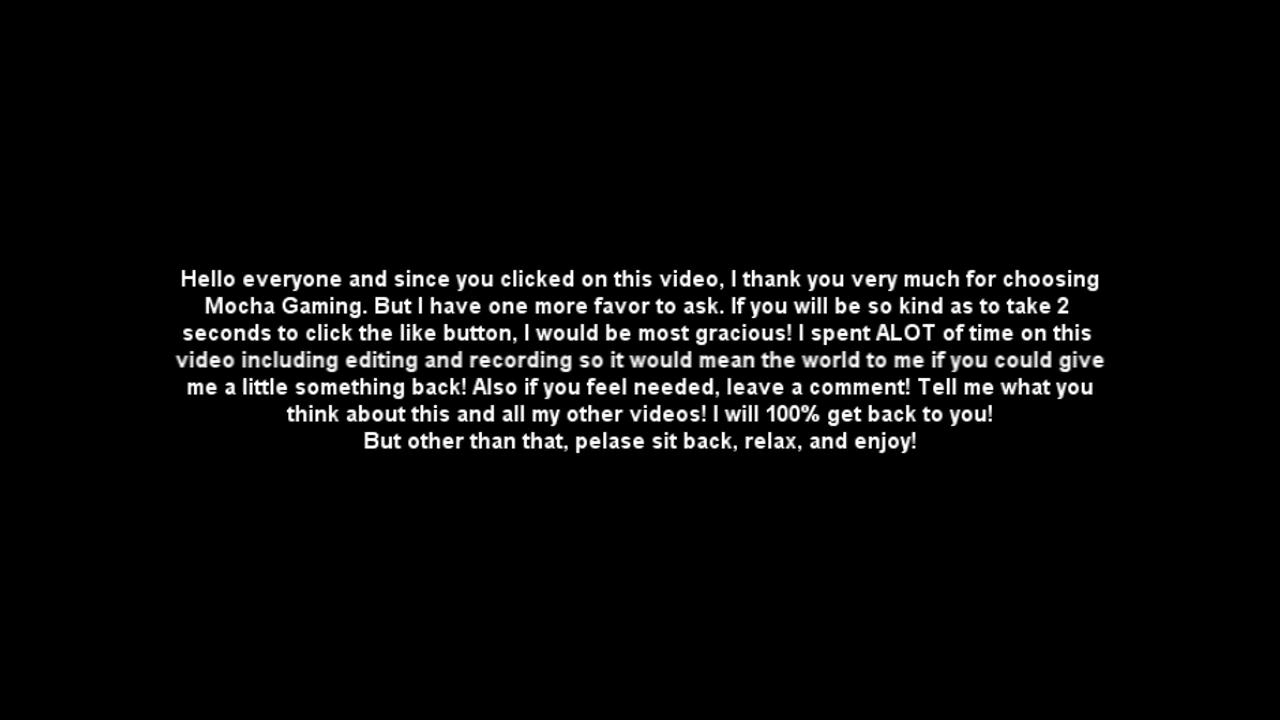 Hello everyone and since you clicked on this video, I thank you very much for choosing
Mocha Gaming. But I have one more favor to ask. If you will be so kind as to take 2
seconds to click the like button, I would be most gracious! I spent ALOT of time on this
video including editing and recording so it would mean the world to me if you could give
me a little something back! Also if you feel needed, leave a comment! Tell me what you
think about this and all my other videos! I will 100% get back to you!
But other than that, pelase sit back, relax, and enjoy!